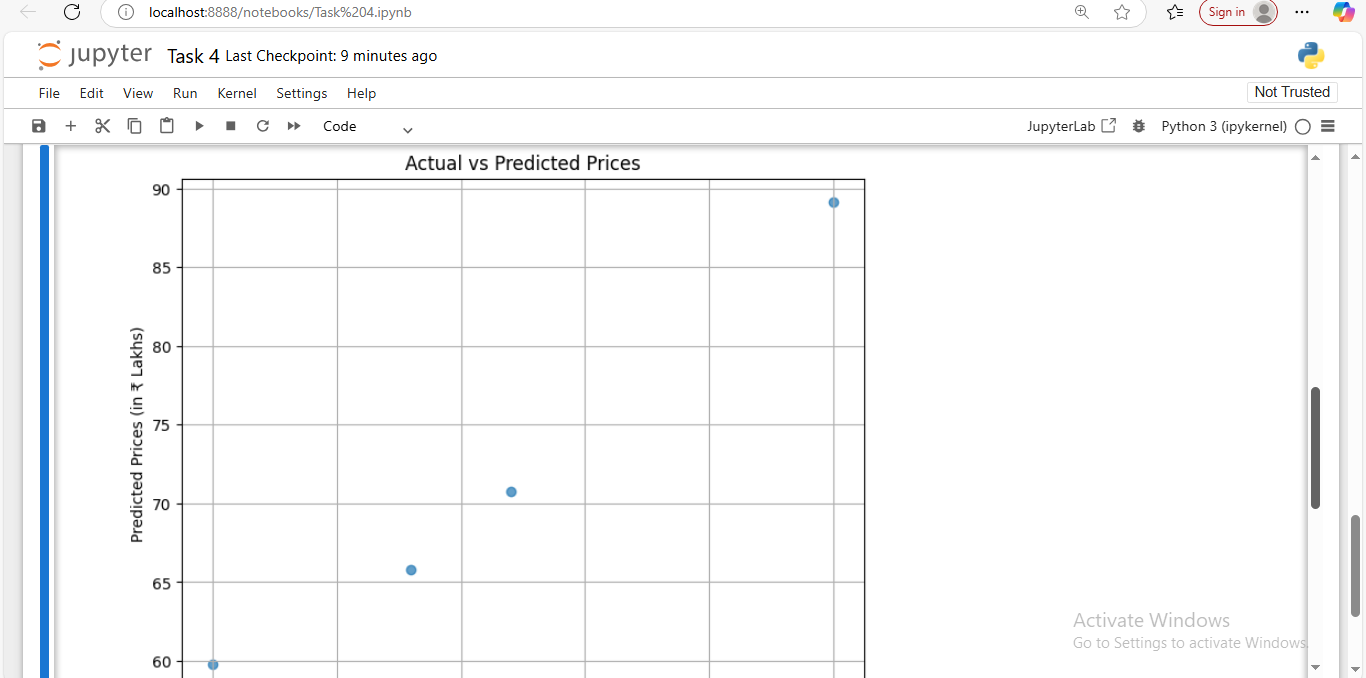 localhost:8888/notebooks/Task%204.ipynb
Sign in
jupyter Task 4 Last Checkpoint: 9 minutes ago
File Edit View Run Kernel Settings Help
Not Trusted
Code
JupyterLab
Python 3 (ipykernel)
Actual vs Predicted Prices
90
85
80
75
70
65
60
Predicted Prices (in ₹ Lakhs)
Activate Windows
Go to Settings to activate Windows.